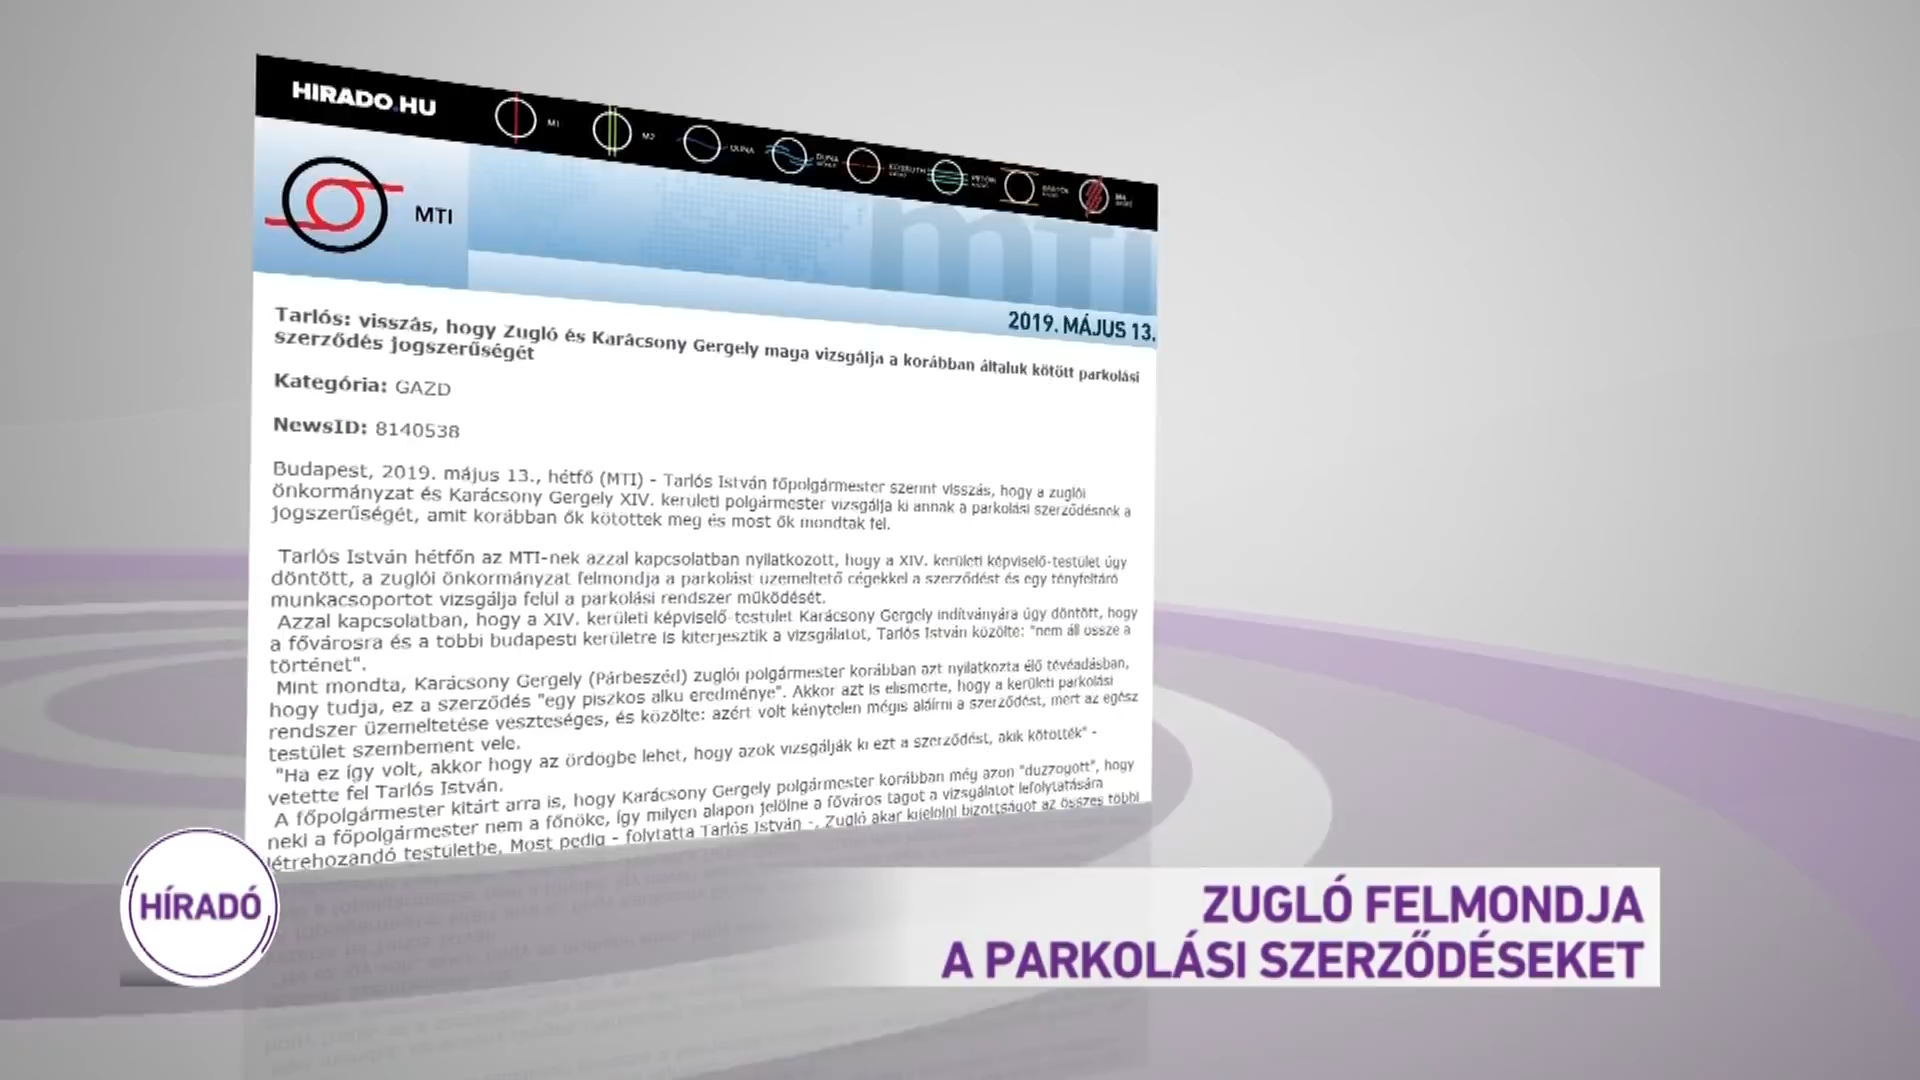 HIRADO.HU
M1
M2
DUNA
DUNA
KOSSUTH
PETŐFI
BARTÓK
M4
MTI
mti
2019. MÁJUS 13.
Tarlós: visszás, hogy Zugló és Karácsony Gergely maga vizsgálja a korábban általuk kötött parkolási
szerződés jogszerűségét
Kategória: GAZD
NewsID: 8140538
Budapest, 2019. május 13., hétfő (MTI) - Tarlós István főpolgármester szerint visszás, hogy a zuglói
önkormányzat és Karácsony Gergely XIV. kerületi polgármester vizsgálja ki annak a parkolási szerződésnek a
jogszerűségét, amit korábban ők kötöttek meg és most ők mondtak fel.
Tarlós István hétfőn az MTI-nek azzal kapcsolatban nyilatkozott, hogy a XIV. kerületi képviselő-testület úgy
döntött, a zuglói önkormányzat felmondja a parkolást üzemeltető cégekkel a szerződést és egy tényfeltáró
munkacsoportot vizsgálja felül a parkolási rendszer működését.
Azzal kapcsolatban, hogy a XIV. kerületi képviselő-testület Karácsony Gergely indítványára úgy döntött, hogy
a fővárosra és a többi budapesti kerületre is kiterjesztik a vizsgálatot, Tarlós István közölte: "nem áll össze a
történet".
Mint mondta, Karácsony Gergely (Párbeszéd) zuglói polgármester korábban azt nyilatkozta élő tévéadásban,
hogy tudja, ez a szerződés "egy piszkos alku eredménye". Akkor azt is elismerte, hogy a kerületi parkolási
rendszer üzemeltetése veszteséges, és közölte: azért volt kénytelen mégis aláírni a szerződést, mert az egész
testület szembement vele.
"Ha ez így volt, akkor hogy az ördögbe lehet, hogy azok vizsgálják ki ezt a szerződést, akik kötötték" -
vetette fel Tarlós István.
A főpolgármester kitárt arra is, hogy Karácsony Gergely polgármester korábban még azon "duzzogott", hogy
neki a főpolgármester nem a főnöke, így milyen alapon jelölne a főváros tagot a vizsgálatot lefolytatására
létrehozandó testületbe. Most pedig - folytatta Tarlós István -, Zugló akar kijelölni bizottságot az összes többi
HÍRADÓ
ZUGLÓ FELMONDJA
A PARKOLÁSI SZERZŐDÉSEKET